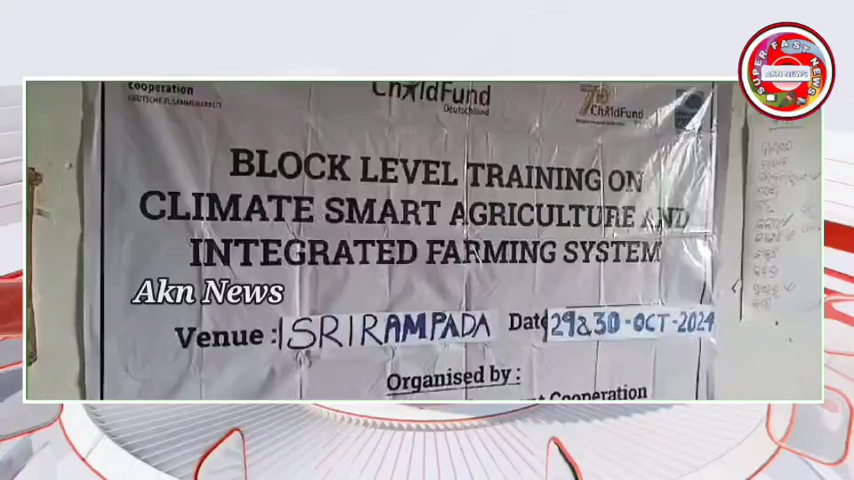 SUPER FAST NEWS
AKN-NEWS
cooperation
DEUTSCHE ZUSAMMENARBEIT
ChildFund
Deutschland
ChildFund
BLOCK LEVEL TRAINING ON
CLIMATE SMART AGRICULTURE AND
INTEGRATED FARMING SYSTEM
Akn News
Venue : SRIRAMPADA Date 29&30-OCT-2024
Organised by :
Cooperation